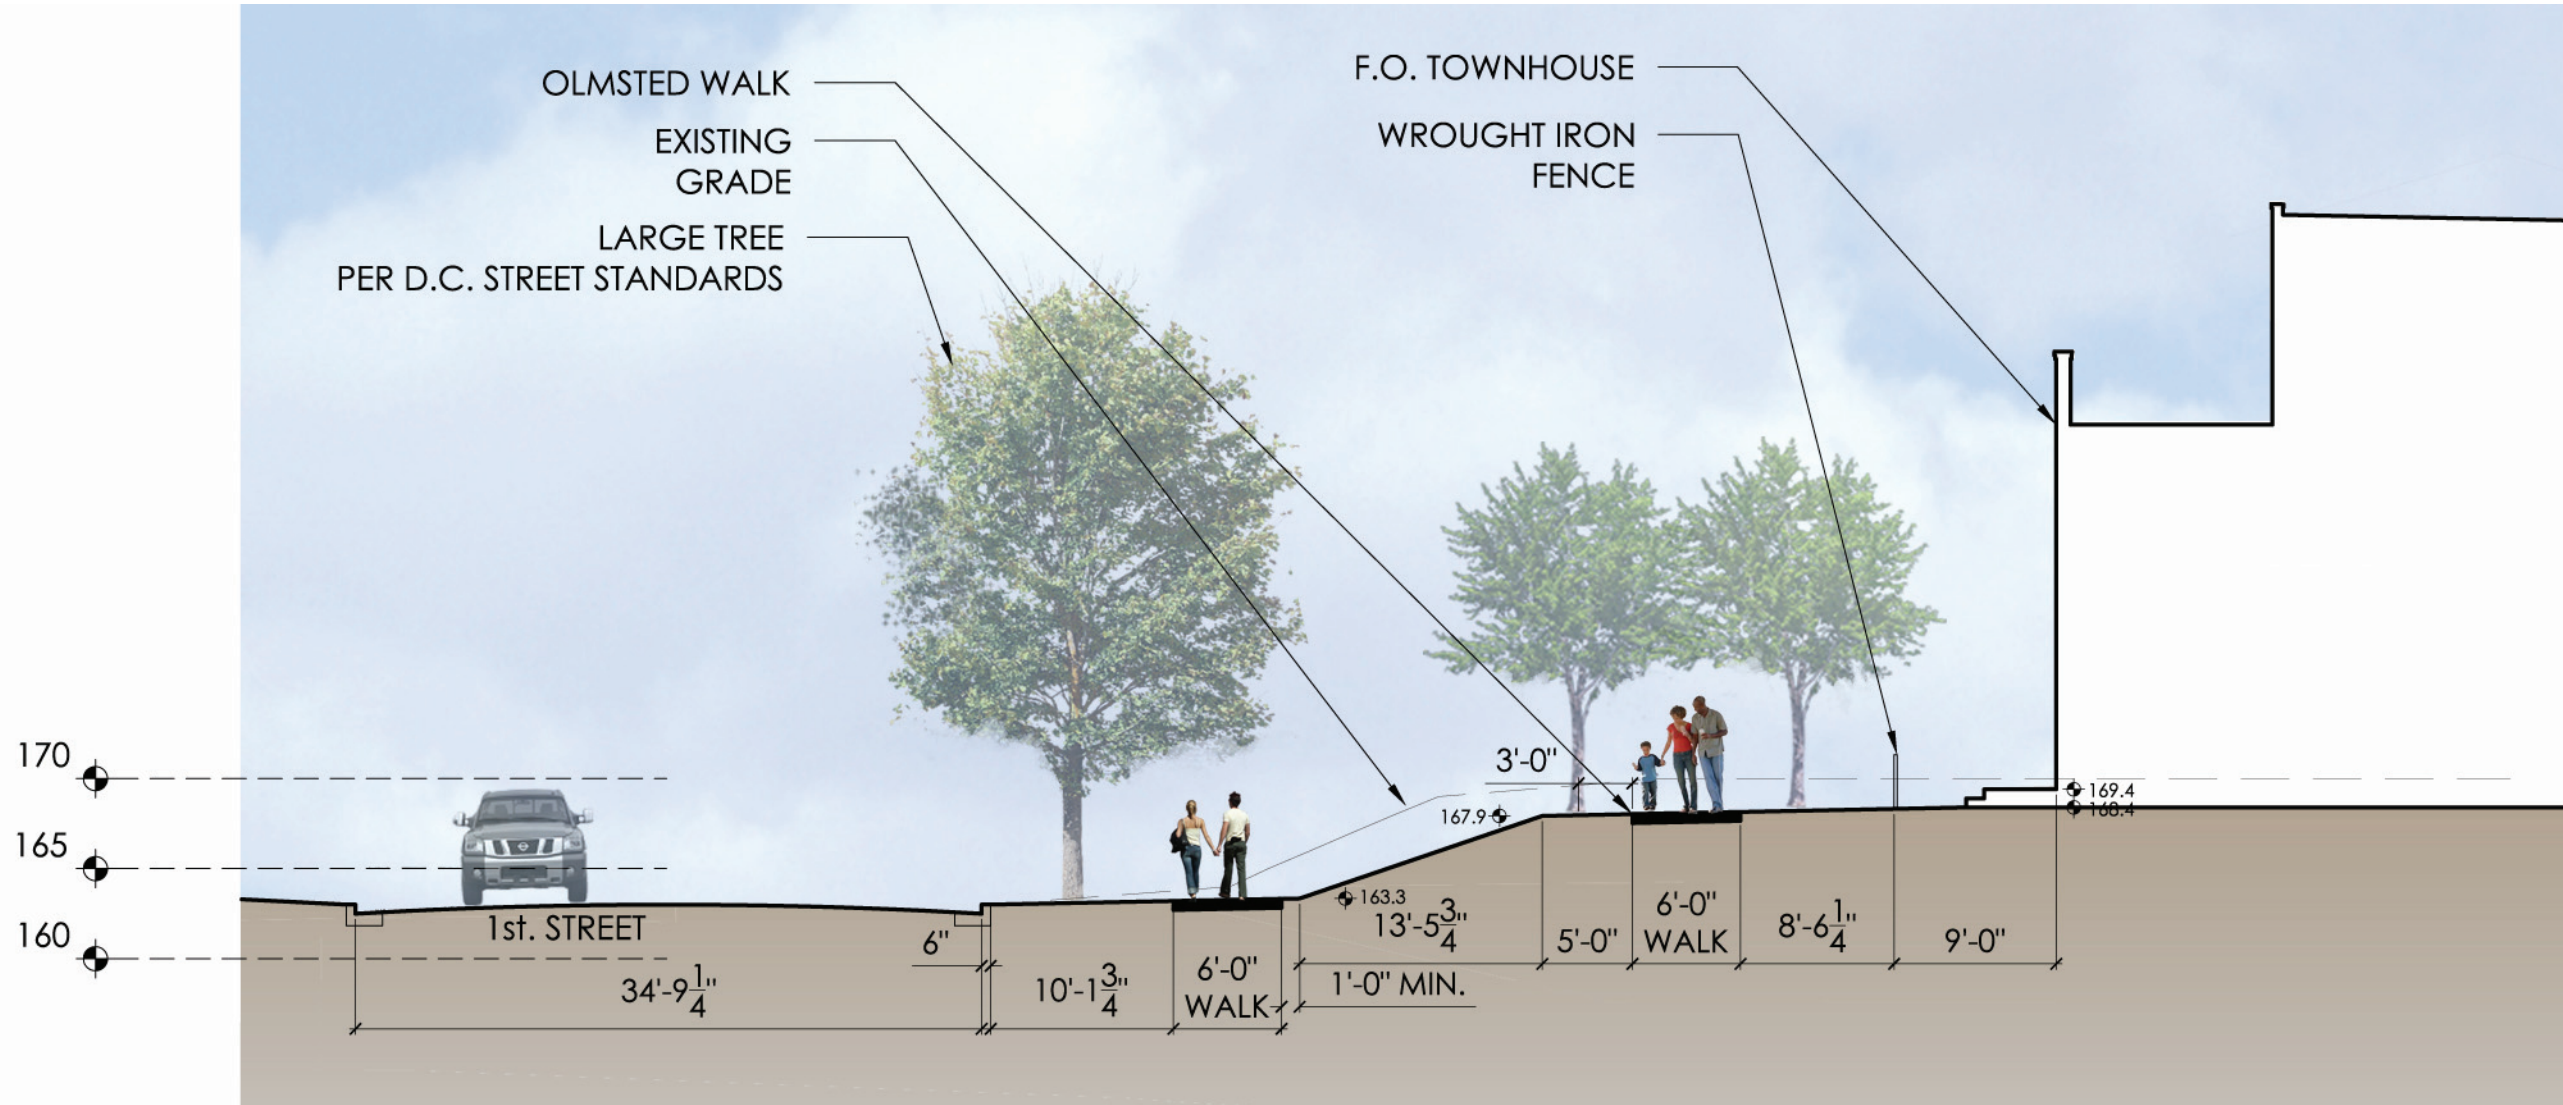 OLMSTED WALK
EXISTING
GRADE
LARGE TREE
PER D.C. STREET STANDARDS
F.O. TOWNHOUSE
WROUGHT IRON
FENCE
170
165
160
3'-0"
167.9
169.4
168.4
163.3
1st. STREET
6"
34'-9 1/4"
10'-1 3/4"
6'-0"
WALK
13'-5 3/4"
1'-0" MIN.
5'-0"
6'-0"
WALK
8'-6 1/4"
9'-0"